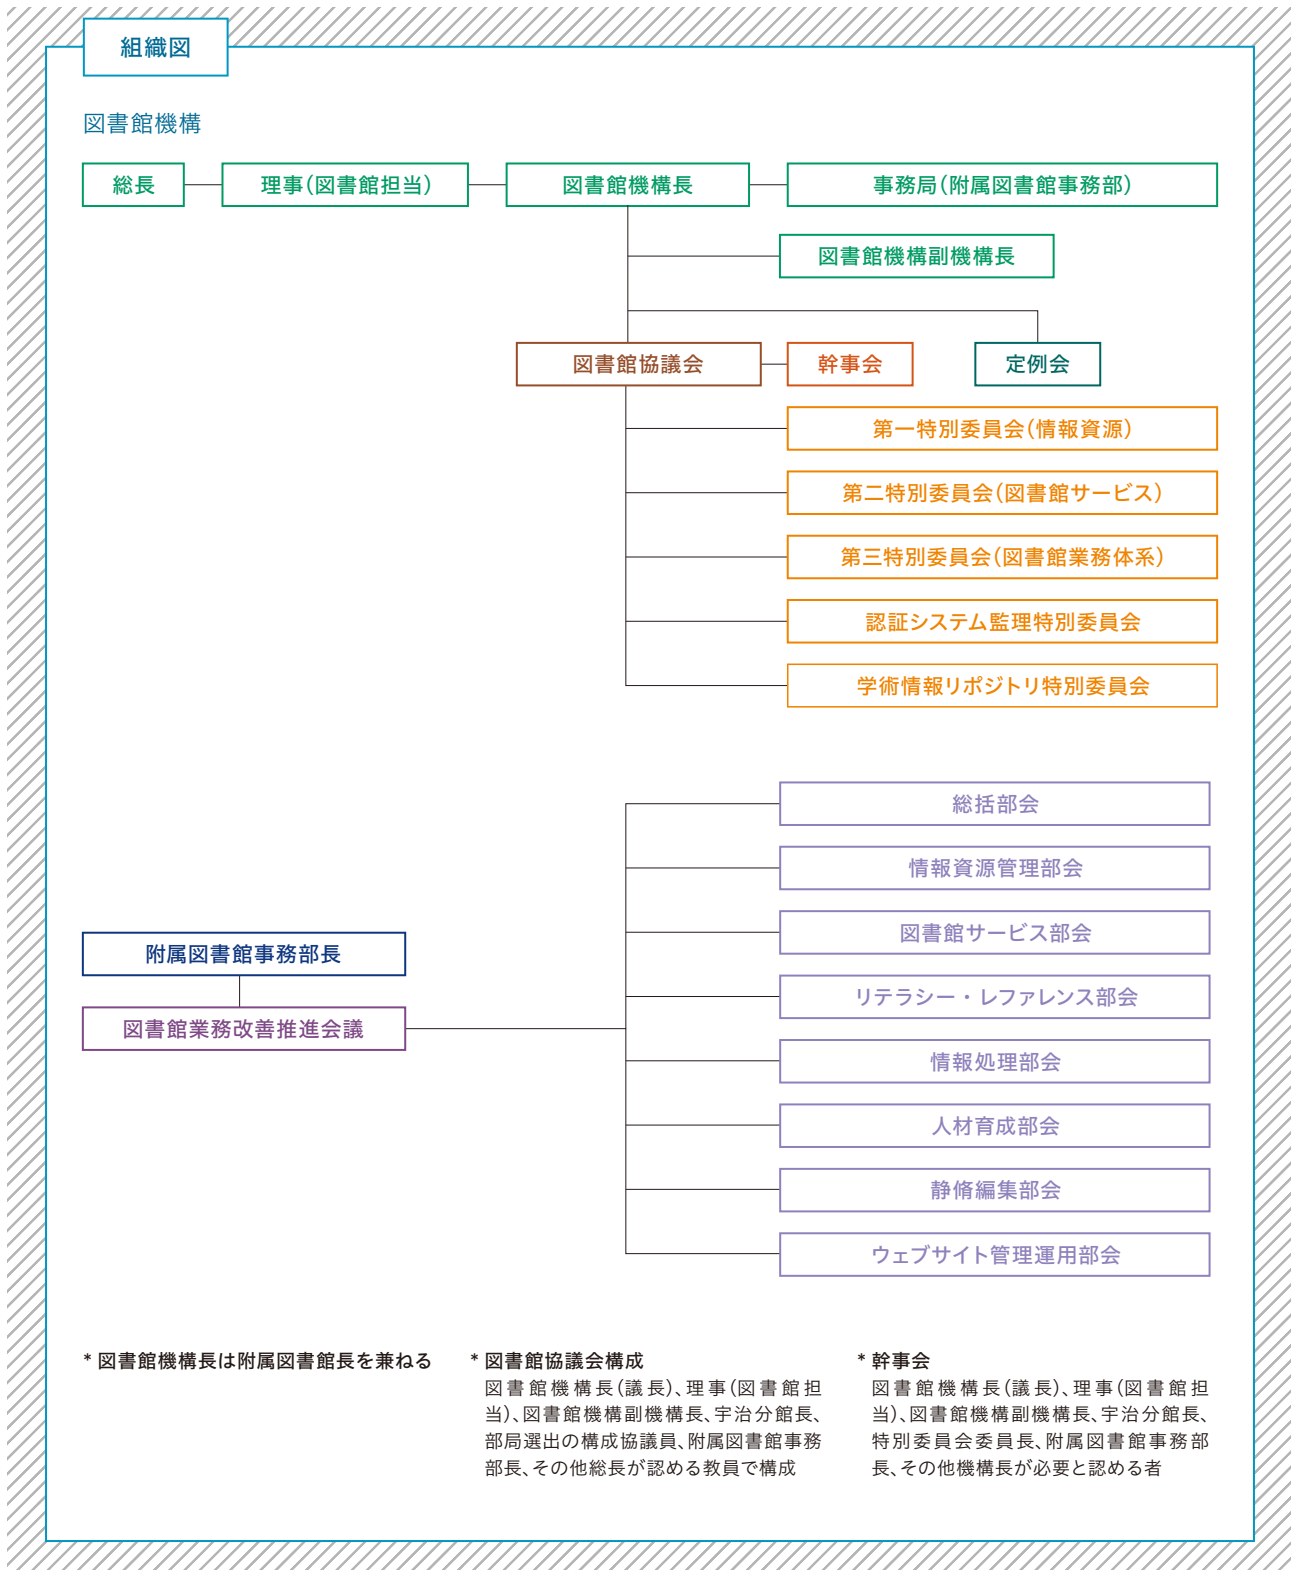 組織図
図書館機構
総長
理事(図書館担当)
図書館機構長
事務局(附属図書館事務部)
図書館機構副機構長
図書館協議会
幹事会
定例会
第一特別委員会(情報資源)
第二特別委員会(図書館サービス)
第三特別委員会(図書館業務体系)
認証システム監理特別委員会
学術情報リポジトリ特別委員会
総括部会
情報資源管理部会
図書館サービス部会
附属図書館事務部長
リテラシー・レファレンス部会
図書館業務改善推進会議
情報処理部会
人材育成部会
静脩編集部会
ウェブサイト管理運用部会
* 図書館機構長は附属図書館長を兼ねる
* 図書館協議会構成
図書館機構長(議長)、理事(図書館担
当)、図書館機構副機構長、宇治分館長、
部局選出の構成協議員、附属図書館事務
部長、その他総長が認める教員で構成
* 幹事会
図書館機構長(議長)、理事(図書館担
当)、図書館機構副機構長、宇治分館長、
特別委員会委員長、附属図書館事務部
長、その他機構長が必要と認める者